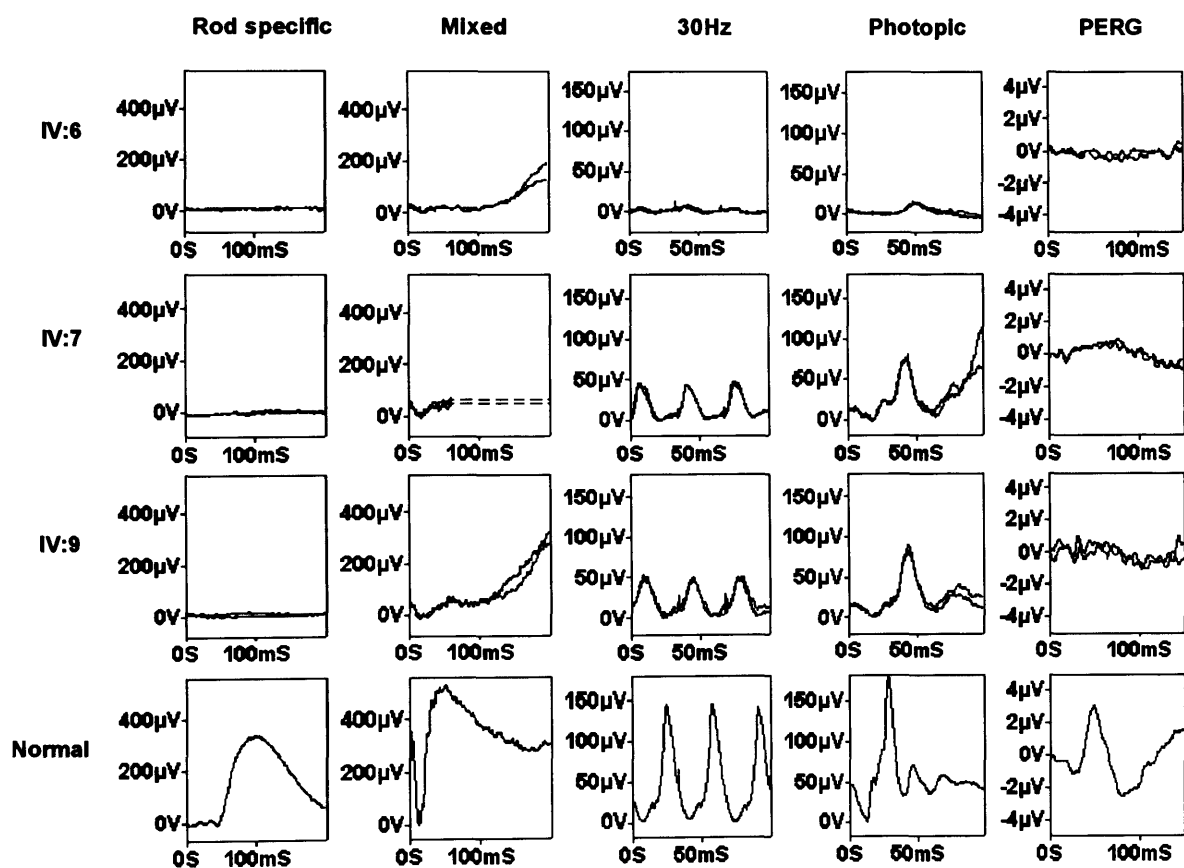 Rod specific Mixed 30Hz Photopic PERG
IV:6
400µV 400µV 150µV 150µV 4µV
200µV 200µV 100µV 100µV 2µV
50µV 50µV 0V
0V 0V 0V 0V -2µV
-4µV
0S 100mS 0S 100mS 0S 50mS 0S 50mS 0S 100mS
IV:7
400µV 400µV 150µV 150µV 4µV
200µV 200µV 100µV 100µV 2µV
50µV 50µV 0V
0V 0V 0V 0V -2µV
-4µV
0S 100mS 0S 100mS 0S 50mS 0S 50mS 0S 100mS
IV:9
400µV 400µV 150µV 150µV 4µV
200µV 200µV 100µV 100µV 2µV
50µV 50µV 0V
0V 0V 0V 0V -2µV
-4µV
0S 100mS 0S 100mS 0S 50mS 0S 50mS 0S 100mS
Normal
400µV 400µV 150µV 150µV 4µV
200µV 200µV 100µV 100µV 2µV
50µV 50µV 0V
0V 0V 0V 0V -2µV
-4µV
0S 100mS 0S 100mS 0S 50mS 0S 50mS 0S 100mS